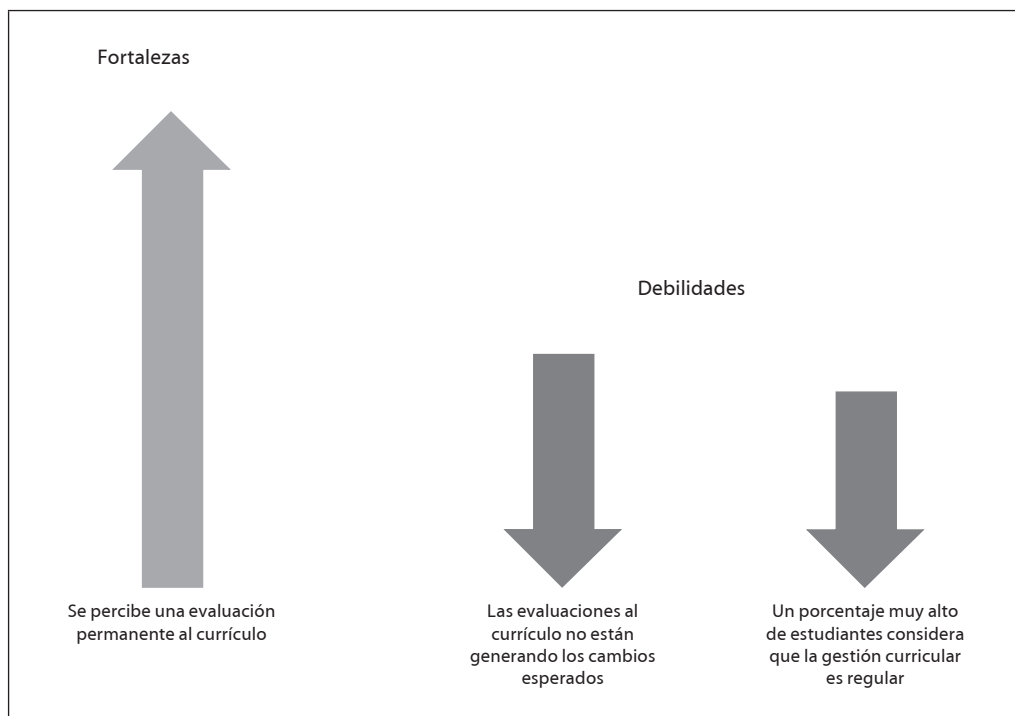 Fortalezas
Debilidades
Se percibe una evaluación
permanente al currículo
Las evaluaciones al
currículo no están
generando los cambios
esperados
Un porcentaje muy alto
de estudiantes considera
que la gestión curricular
es regular